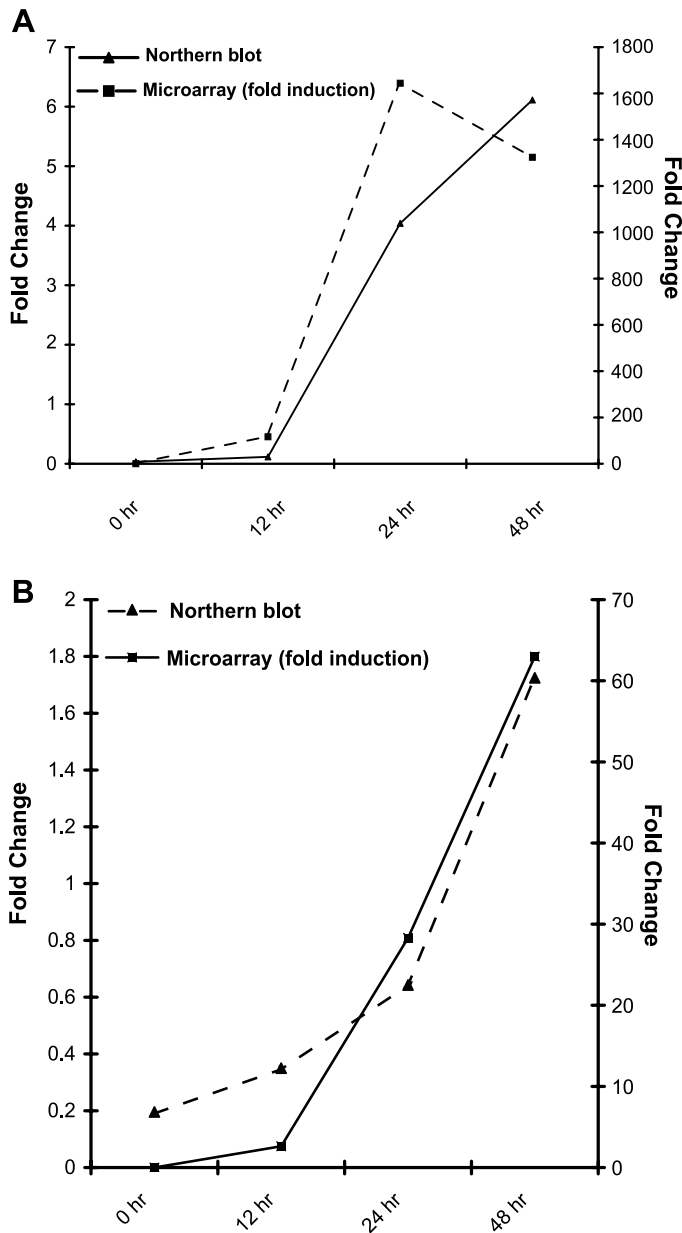 A
Northern blot
Microarray (fold induction)
Fold Change
7
6
5
4
3
2
1
0
1800
1600
1400
1200
1000
800
600
400
200
0
Fold Change
0 hr
12 hr
24 hr
48 hr
B
Northern blot
Microarray (fold induction)
Fold Change
2
1.8
1.6
1.4
1.2
1
0.8
0.6
0.4
0.2
0
70
60
50
40
30
20
10
0
Fold Change
0 hr
12 hr
24 hr
48 hr